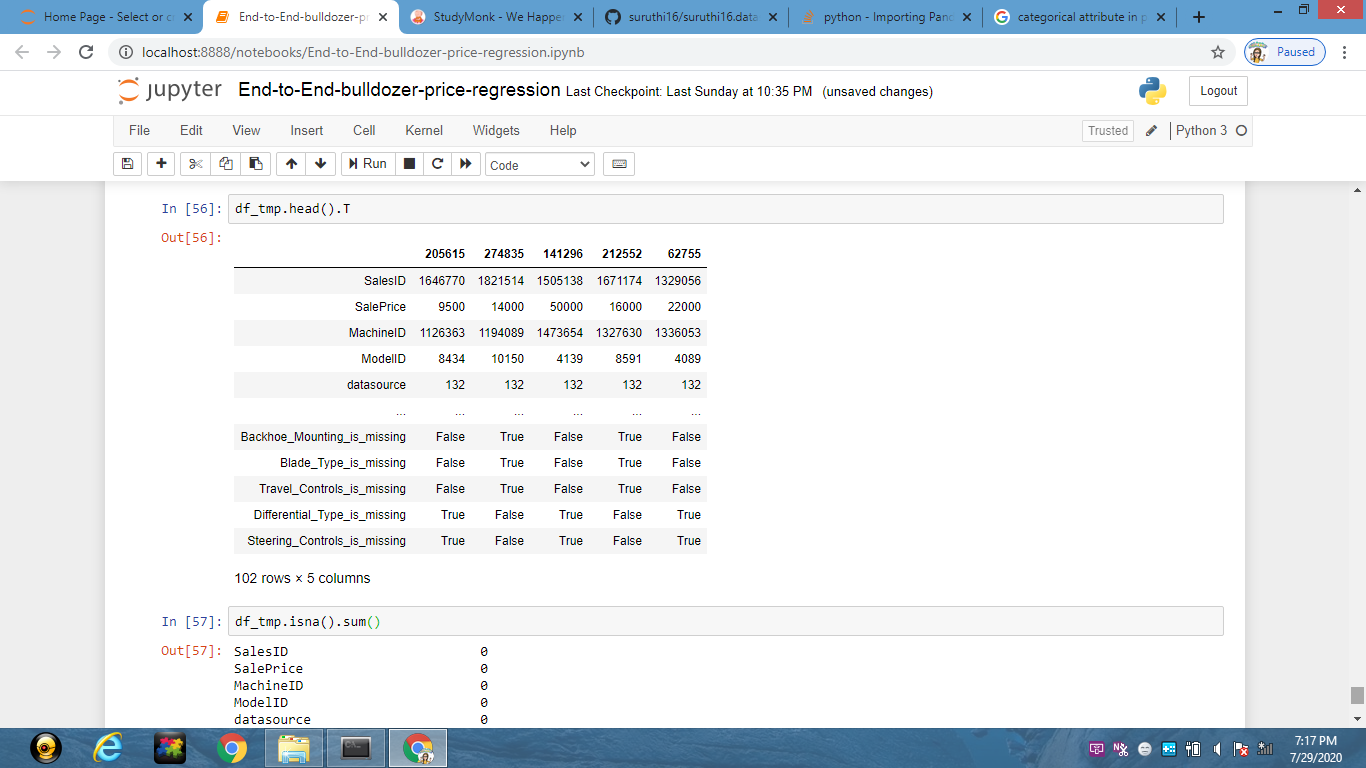 Home Page - Select or c
End-to-End-bulldozer-pr
StudyMonk - We Happe
suruthi16/suruthi16.data
python - Importing Pand
categorical attribute in p
localhost:8888/notebooks/End-to-End-bulldozer-price-regression.ipynb
Paused
jupyter End-to-End-bulldozer-price-regression Last Checkpoint: Last Sunday at 10:35 PM (unsaved changes)
Logout
File Edit View Insert Cell Kernel Widgets Help
Trusted
Python 3
Run
Code
In [56]: df_tmp.head().T
Out[56]:
205615 274835 141296 212552 62755
SalesID 1646770 1821514 1505138 1671174 1329056
SalePrice 9500 14000 50000 16000 22000
MachineID 1126363 1194089 1473654 1327630 1336053
ModelID 8434 10150 4139 8591 4089
datasource 132 132 132 132 132
... ... ... ... ... ...
Backhoe_Mounting_is_missing False True False True False
Blade_Type_is_missing False True False True False
Travel_Controls_is_missing False True False True False
Differential_Type_is_missing True False True False True
Steering_Controls_is_missing True False True False True
102 rows × 5 columns
In [57]: df_tmp.isna().sum()
Out[57]: SalesID 0
SalePrice 0
MachineID 0
ModelID 0
datasource 0
7:17 PM
7/29/2020